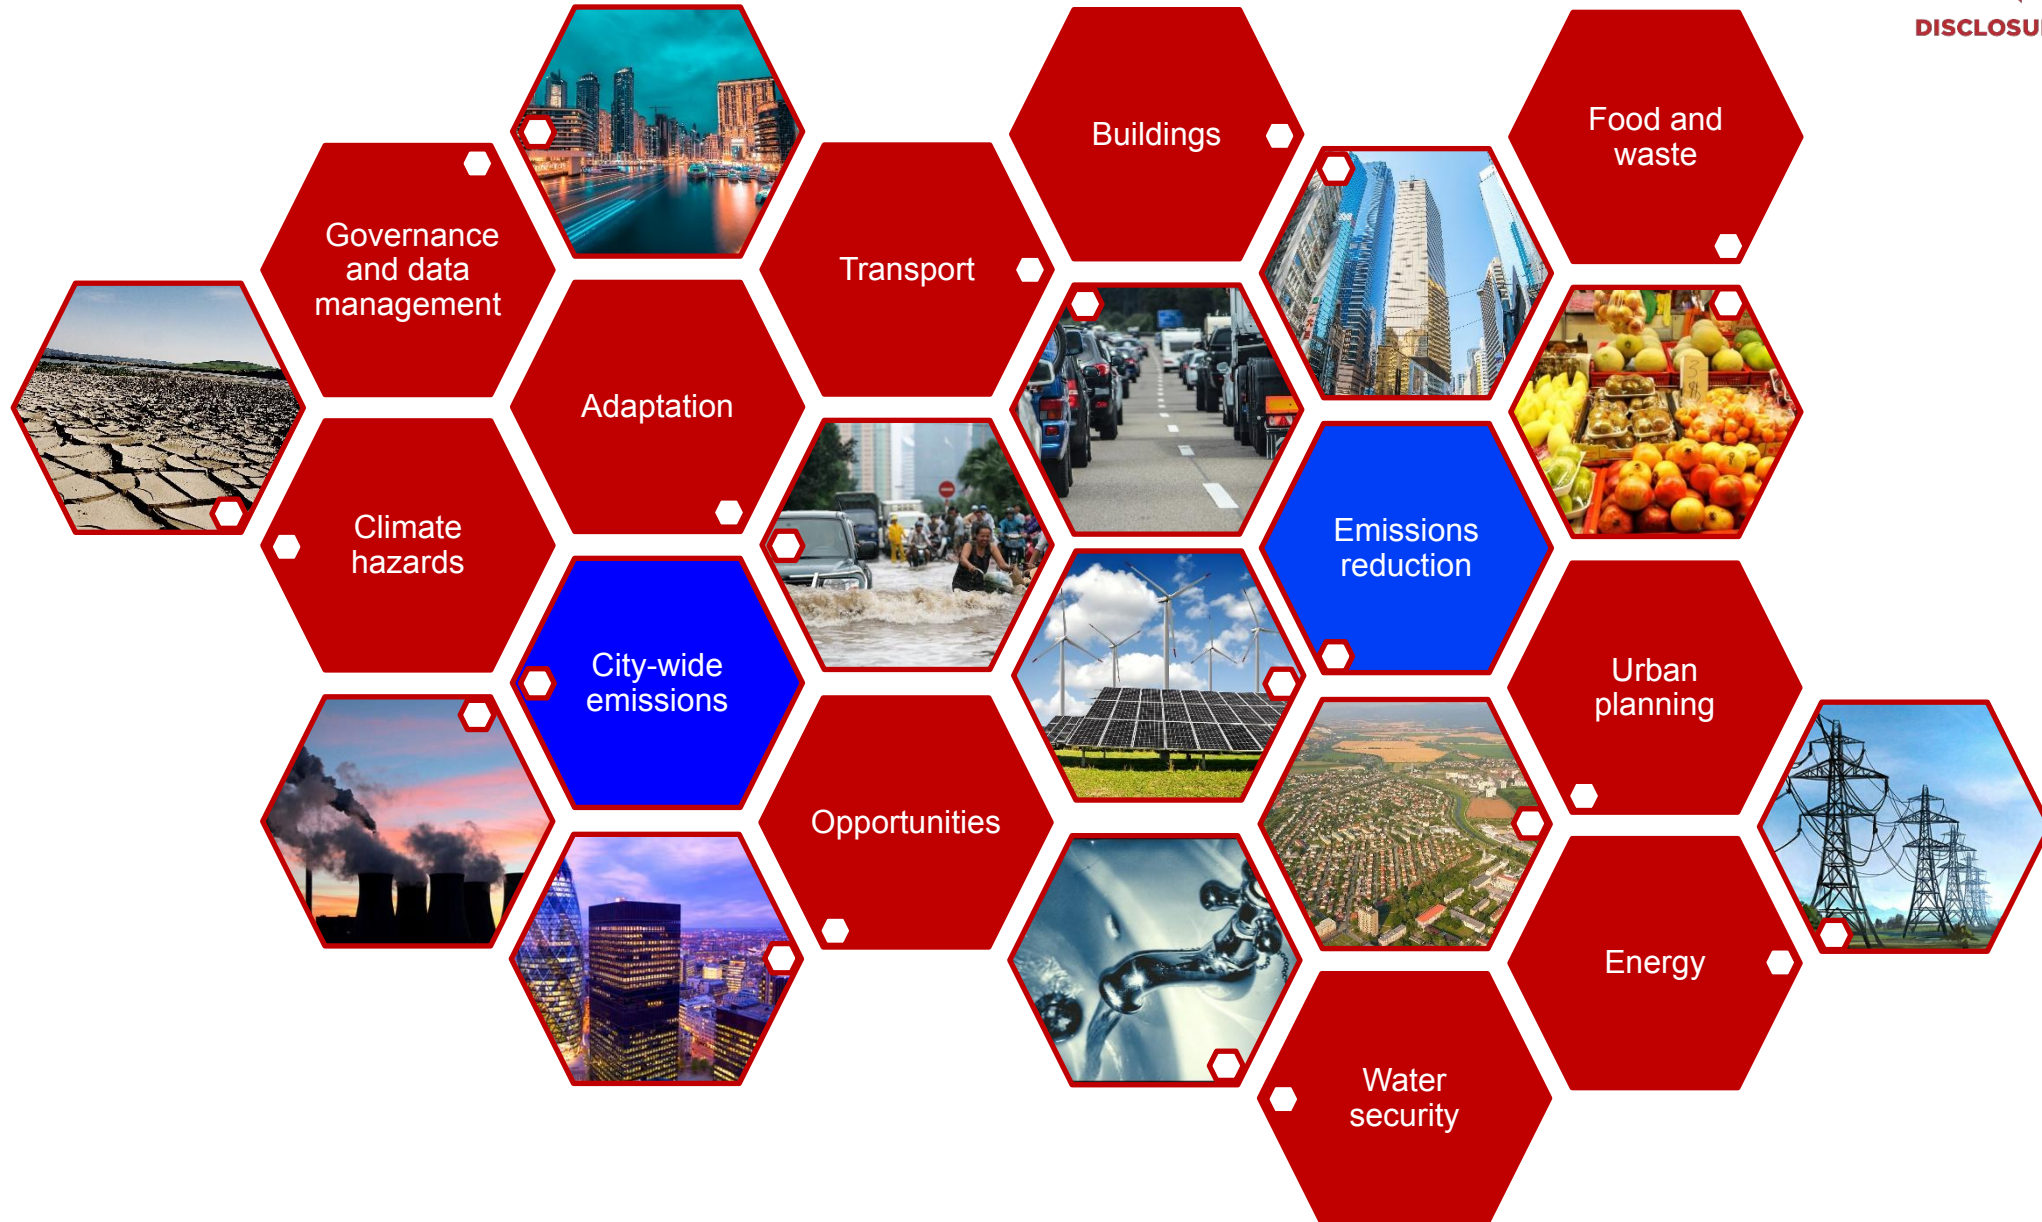 Buildings
Food and
waste
Governance
and data
management
Transport
Adaptation
Climate
hazards
Emissions
reduction
City-wide
emissions
Urban
planning
Opportunities
Energy
Water
security